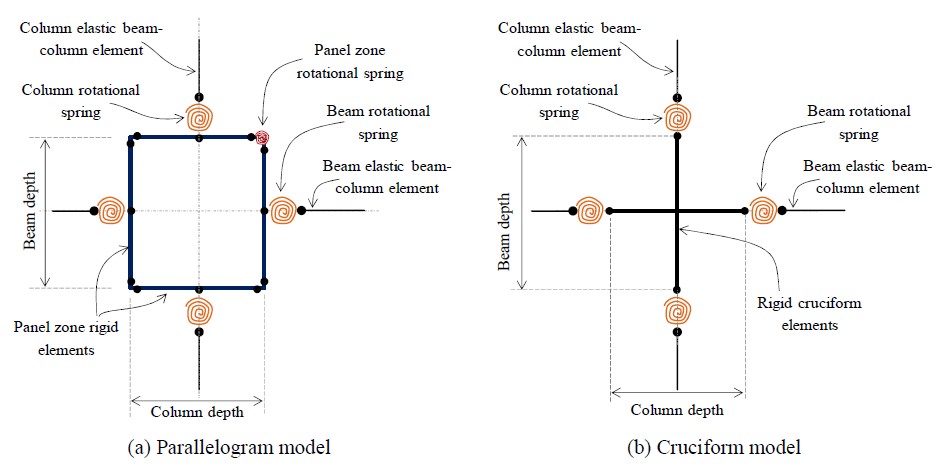 Column elastic beam-
column element
Panel zone
rotational spring
Column rotational
spring
Beam rotational
spring
Beam elastic beam-
column element
Beam depth
Panel zone rigid
elements
Column depth
(a) Parallelogram model
Column elastic beam-
column element
Column rotational
spring
Beam rotational
spring
Beam elastic beam-
column element
Beam depth
Rigid cruciform
elements
Column depth
(b) Cruciform model